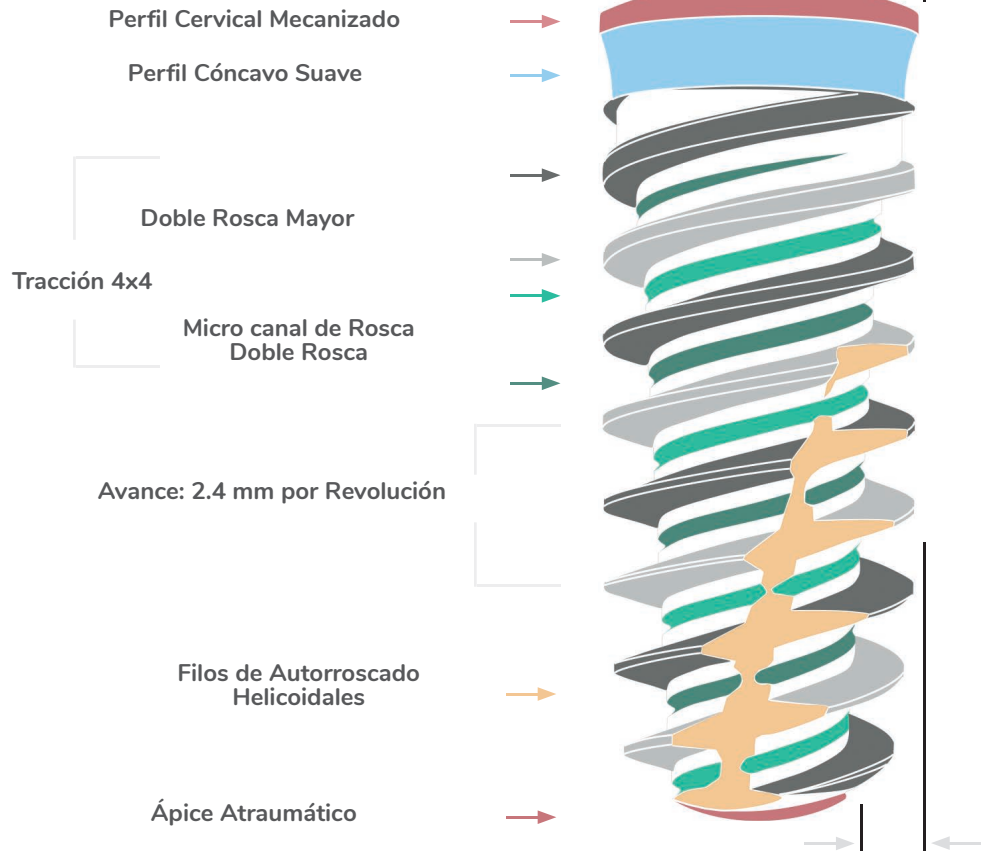 Perfil Cervical Mecanizado
Perfil Cóncavo Suave
Doble Rosca Mayor
Tracción 4x4
Micro canal de Rosca
Doble Rosca
Avance: 2.4 mm por Revolución
Filos de Autorroscado
Helicoidales
Ápice Atraumático